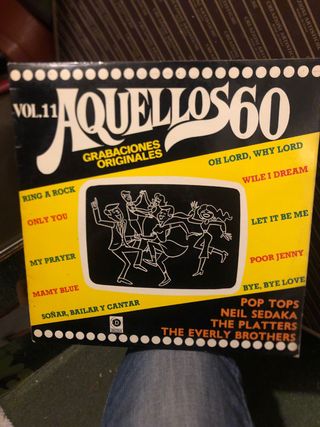 VOL.11 AQUELLOS 60
GRABACIONES
ORIGINALES
RING A ROCK
ONLY YOU
MY PRAYER
MAMY BLUE
SOÑAR, BAILAR Y CANTAR
OH LORD, WHY LORD
WILE I DREAM
LET IT BE ME
POOR JENNY
BYE, BYE LOVE
POP TOPS
NEIL SEDAKA
THE PLATTERS
THE EVERLY BROTHERS